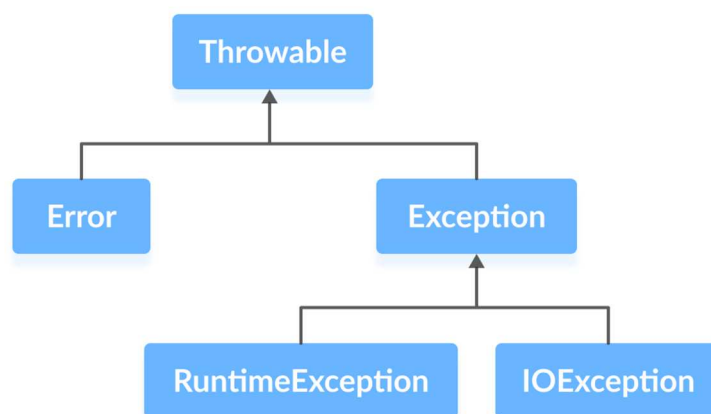 Throwable
Error
Exception
RuntimeException
IOException